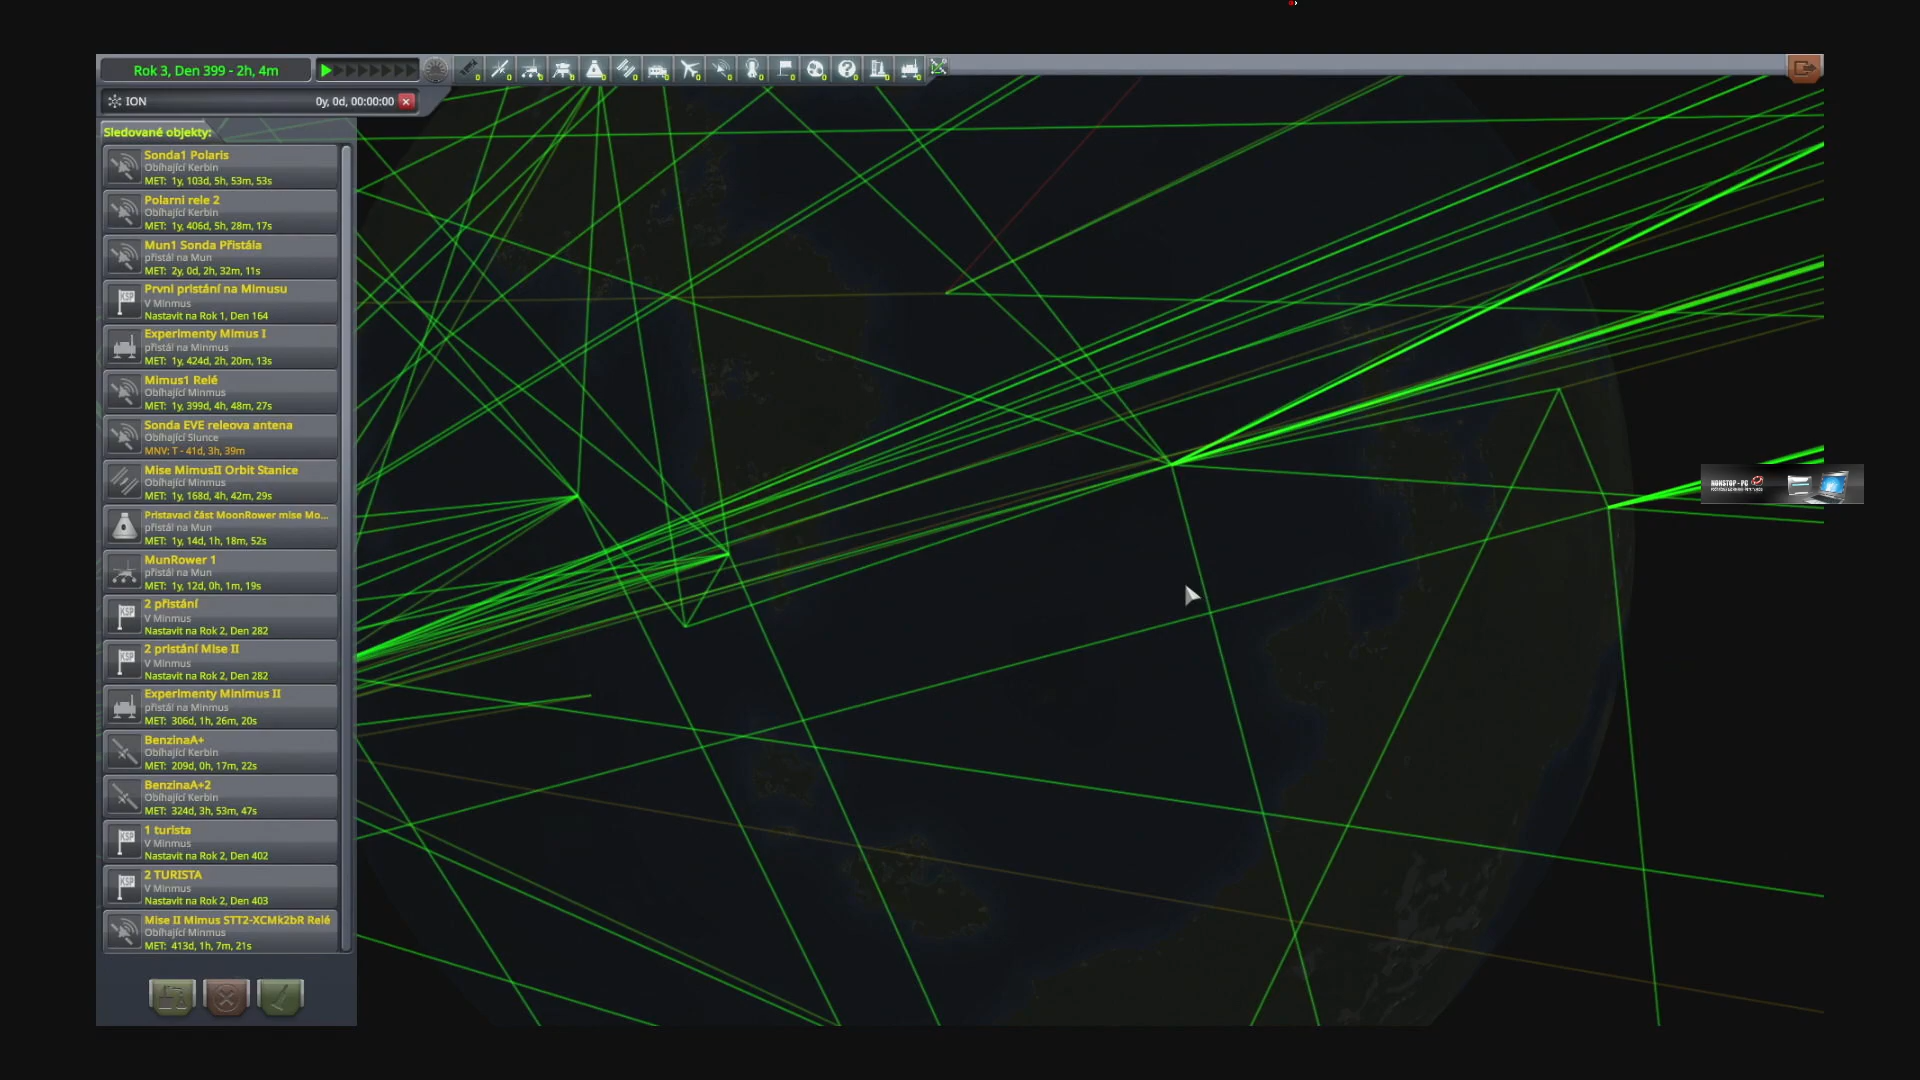 Rok 3, Den 399 - 2h, 4m
ION
0y, 0d, 00:00:00
Sledované objekty:
Sonda1 Polaris
Obíhající Kerbin
MET: 1y, 103d, 5h, 53m, 53s
Polarni rele 2
Obíhající Kerbin
MET: 1y, 406d, 5h, 28m, 17s
Mun1 Sonda Přistála
přistál na Mun
MET: 2y, 0d, 2h, 32m, 11s
První pristání na Mimusu
V Minmus
Nastavit na Rok 1, Den 164
Experimenty Mimus I
přistál na Minmus
MET: 1y, 424d, 2h, 20m, 13s
Mimus1 Relé
Obíhající Minmus
MET: 1y, 399d, 4h, 48m, 27s
Sonda EVE releova antena
Obíhající Slunce
MNV: T - 41d, 3h, 39m
Mise MimusII Orbit Stanice
Obíhající Minmus
MET: 1y, 168d, 4h, 42m, 29s
Pristavaci část MoonRower mise Mo...
přistál na Mun
MET: 1y, 14d, 1h, 18m, 52s
MunRower 1
přistál na Mun
MET: 1y, 12d, 0h, 1m, 19s
2 přistání
V Minmus
Nastavit na Rok 2, Den 282
2 pristání Mise II
V Minmus
Nastavit na Rok 2, Den 282
Experimenty Minimus II
přistál na Minmus
MET: 306d, 1h, 26m, 20s
BenzinaA+
Obíhající Kerbin
MET: 209d, 0h, 17m, 22s
BenzinaA+2
Obíhající Kerbin
MET: 324d, 3h, 53m, 47s
1 turista
V Minmus
Nastavit na Rok 2, Den 402
2 TURISTA
V Minmus
Nastavit na Rok 2, Den 403
Mise II Mimus STT2-XCMk2bR Relé
Obíhající Minmus
MET: 413d, 1h, 7m, 21s
NONSTOP-PC